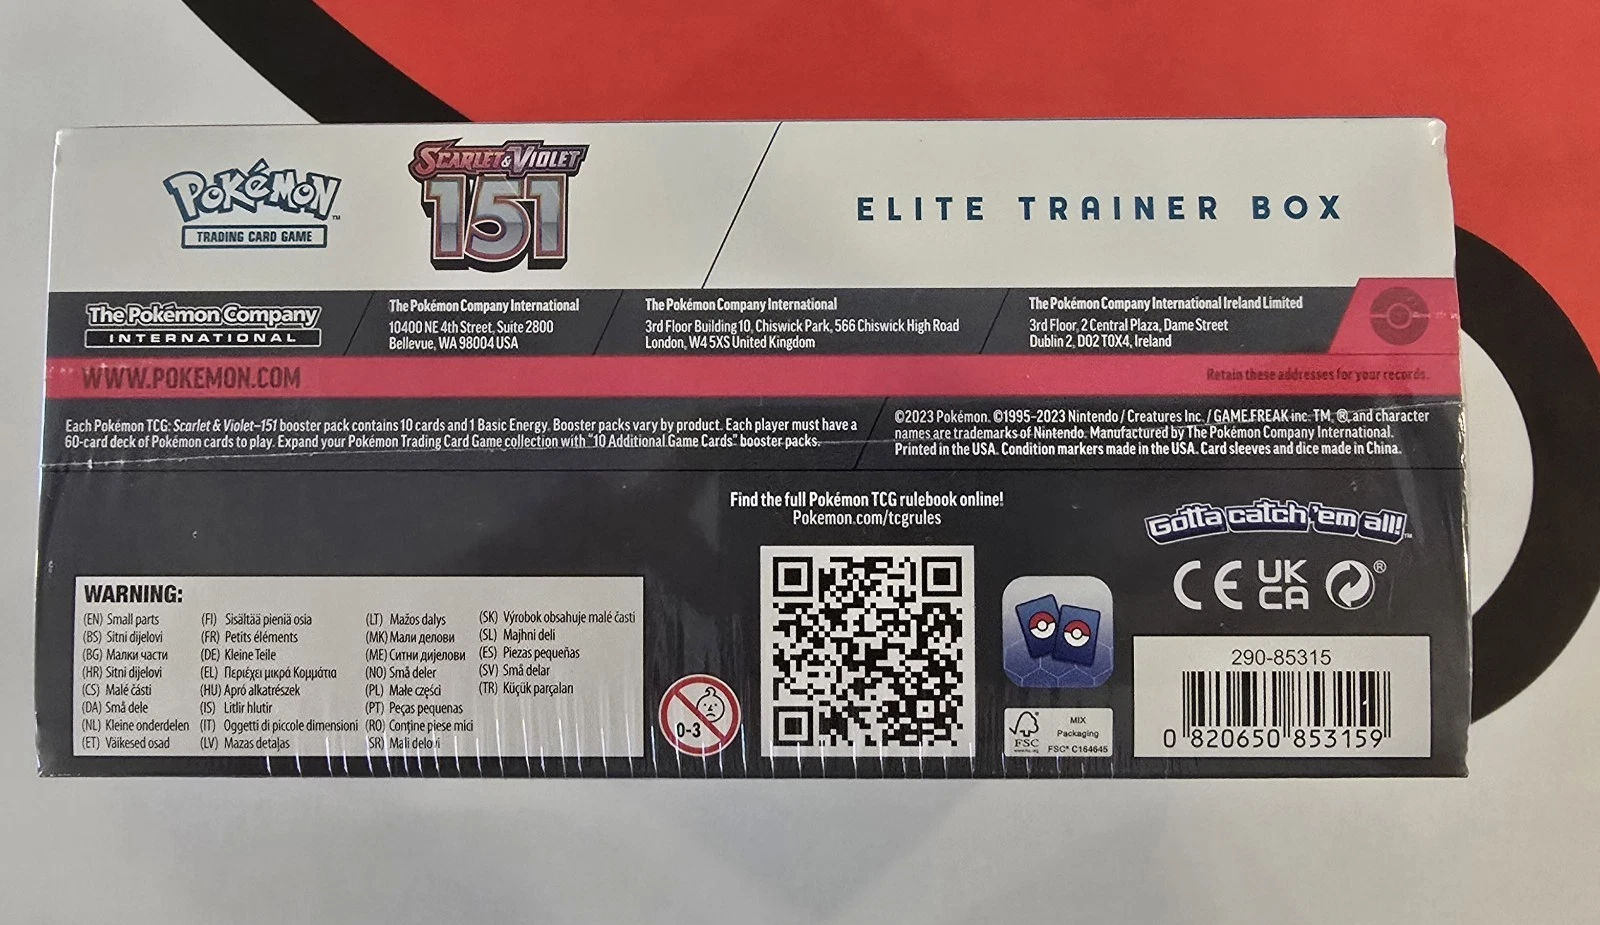 POKéMON™
TRADING CARD GAME
SCARLET & VIOLET
151
ELITE TRAINER BOX
The Pokémon Company
INTERNATIONAL
The Pokémon Company International
10400 NE 4th Street, Suite 2800
Bellevue, WA 98004 USA
The Pokémon Company International
3rd Floor Building 10, Chiswick Park, 566 Chiswick High Road
London, W4 5XS United Kingdom
The Pokémon Company International Ireland Limited
3rd Floor, 2 Central Plaza, Dame Street
Dublin 2, D02 T0X4, Ireland
WWW.POKEMON.COM
Retain these addresses for your records.
Each Pokémon TCG: Scarlet & Violet—151 booster pack contains 10 cards and 1 Basic Energy. Booster packs vary by product. Each player must have a
60-card deck of Pokémon cards to play. Expand your Pokémon Trading Card Game collection with "10 Additional Game Cards" booster packs.
©2023 Pokémon. ©1995-2023 Nintendo / Creatures Inc. / GAME FREAK inc. TM, ®, and character
names are trademarks of Nintendo. Manufactured by The Pokémon Company International.
Printed in the USA. Condition markers made in the USA. Card sleeves and dice made in China.
Find the full Pokémon TCG rulebook online!
Pokemon.com/tcgrules
Gotta catch 'em all!™
CE UK CA ®
WARNING:
(EN) Small parts
(BS) Sitni dijelovi
(BG) Малки части
(HR) Sitni dijelovi
(CS) Malé části
(DA) Små dele
(NL) Kleine onderdelen
(ET) Väikesed osad
(FI) Sisältää pieniä osia
(FR) Petits éléments
(DE) Kleine Teile
(EL) Περιέχει μικρά Κομμάτια
(HU) Apró alkatrészek
(IS) Litlir hlutir
(IT) Oggetti di piccole dimensioni
(LV) Mazas detaļas
(LT) Mažos dalys
(MK) Мали делови
(ME) Ситни дијелови
(NO) Små deler
(PL) Małe części
(PT) Peças pequenas
(RO) Conține piese mici
(SR) Mali delovi
(SK) Výrobok obsahuje malé časti
(SL) Majhni deli
(ES) Piezas pequeñas
(SV) Små delar
(TR) Küçük parçaları
0-3
FSC
MIX
Packaging
FSC® C164645
290-85315
0 820650 853159